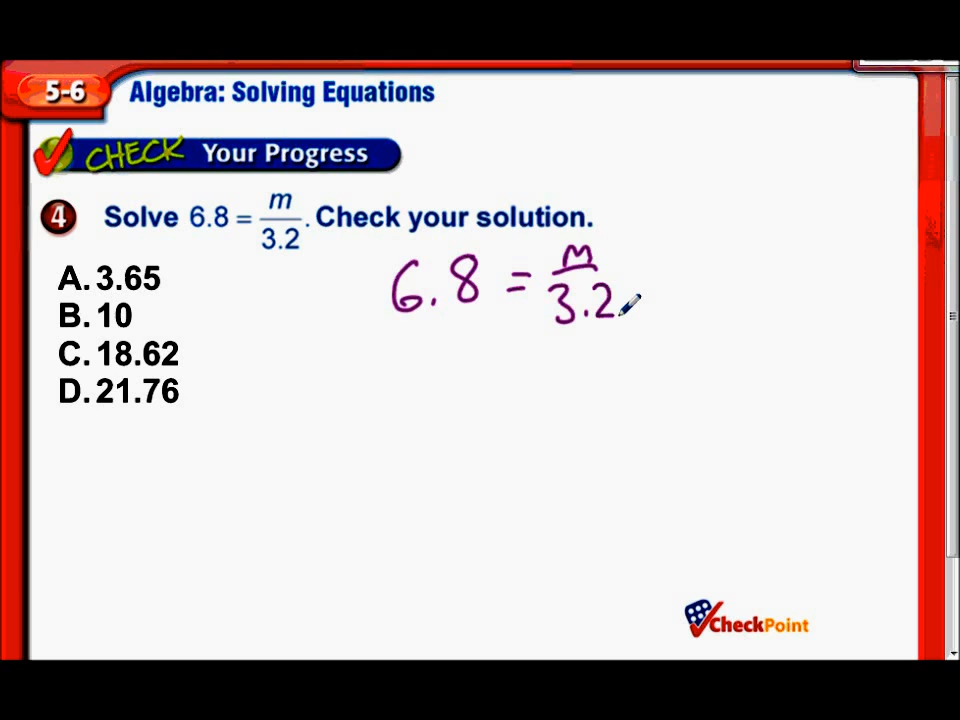 5-6 Algebra: Solving Equations
CHECK Your Progress
4 Solve 6.8 = m/3.2. Check your solution.
6.8 = m/3.2
A. 3.65
B. 10
C. 18.62
D. 21.76
CheckPoint